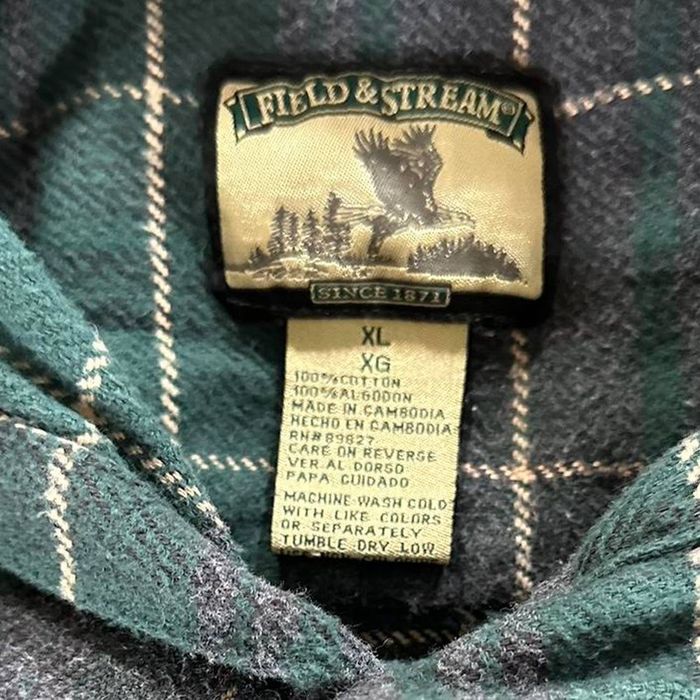 FIELD & STREAM®
SINCE 1871
XL
XG
100% COTTON
100% ALGODON
MADE IN CAMBODIA
HECHO EN CAMBODIA
RN# 89827
CARE ON REVERSE
VER AL DORSO
PAPA CUIDADO
MACHINE WASH COLD
WITH LIKE COLORS
OR SEPARATELY
TUMBLE DRY LOW